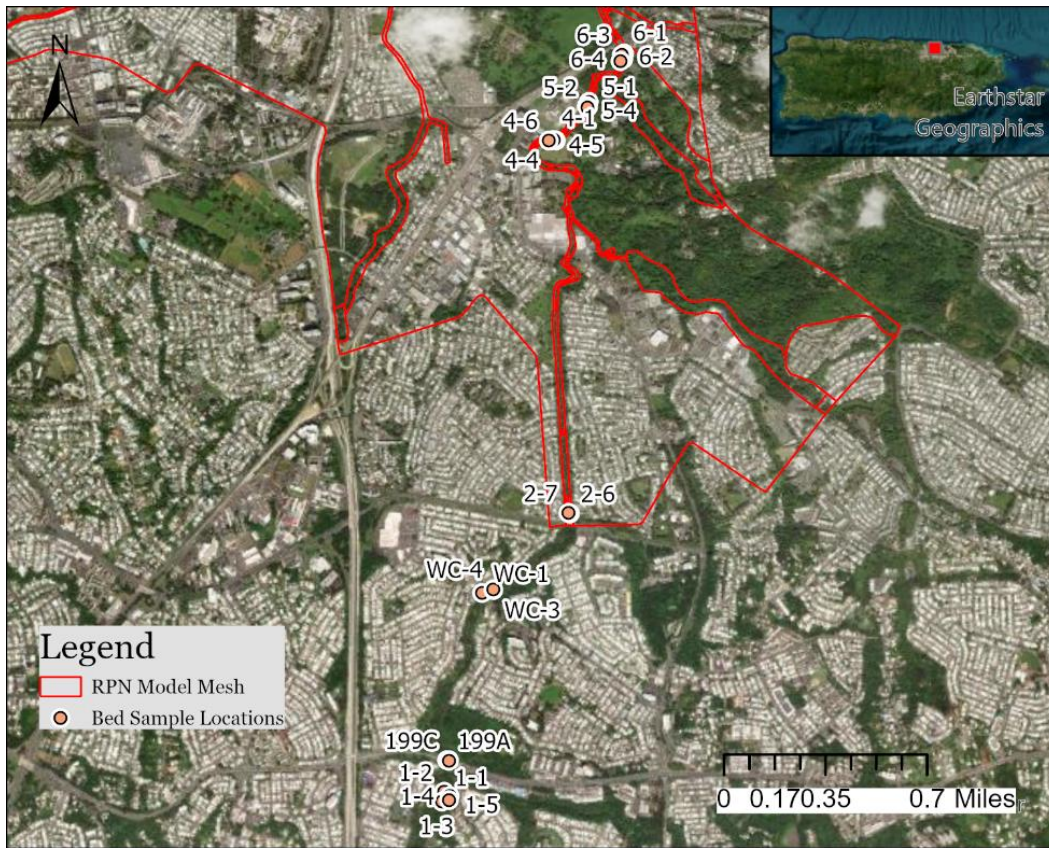 N
6-3
6-1
6-4
6-2
Earthstar
Geographics
5-2
5-1
4-6
4-1
5-4
4-4
4-5
2-7
2-6
WC-4
WC-1
WC-3
Legend
RPN Model Mesh
Bed Sample Locations
199C
199A
1-2
1-1
1-4
1-5
1-3
0 0.170.35 0.7 Miles